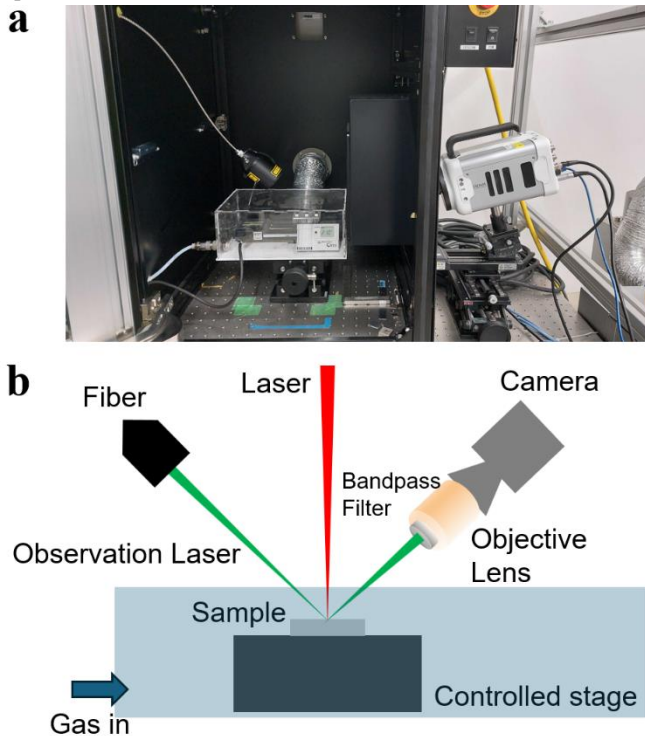 a
b
Laser
Fiber
Camera
Bandpass
Filter
Observation Laser
Objective
Lens
Sample
Controlled stage
Gas in